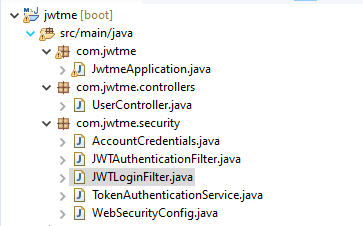 jwtme [boot]
src/main/java
com.jwtme
JwtmeApplication.java
com.jwtme.controllers
UserController.java
com.jwtme.security
AccountCredentials.java
JWTAuthenticationFilter.java
JWTLoginFilter.java
TokenAuthenticationService.java
WebSecurityConfig.java